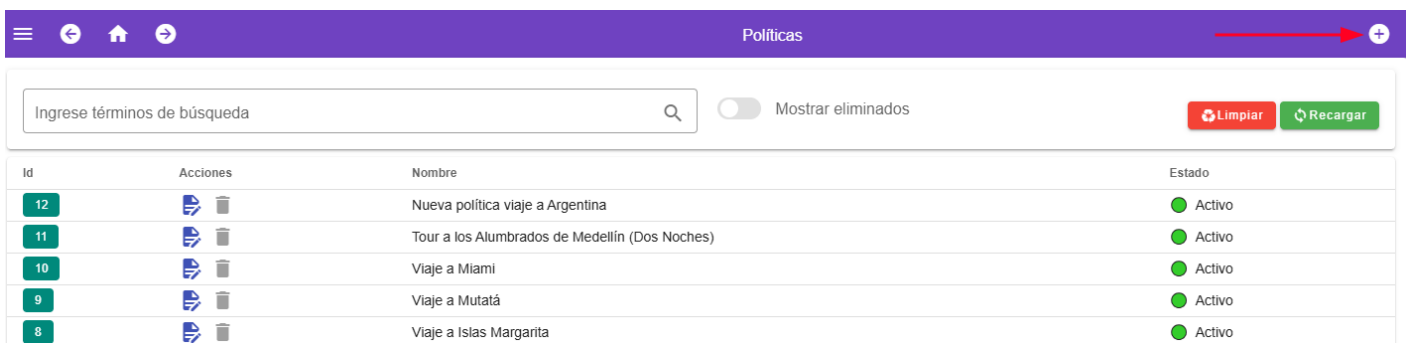 Políticas
Ingrese términos de búsqueda
Mostrar eliminados
Limpiar
Recargar
Id Acciones Nombre Estado
12 Nueva política viaje a Argentina Activo
11 Tour a los Alumbrados de Medellín (Dos Noches) Activo
10 Viaje a Miami Activo
9 Viaje a Mutatá Activo
8 Viaje a Islas Margarita Activo